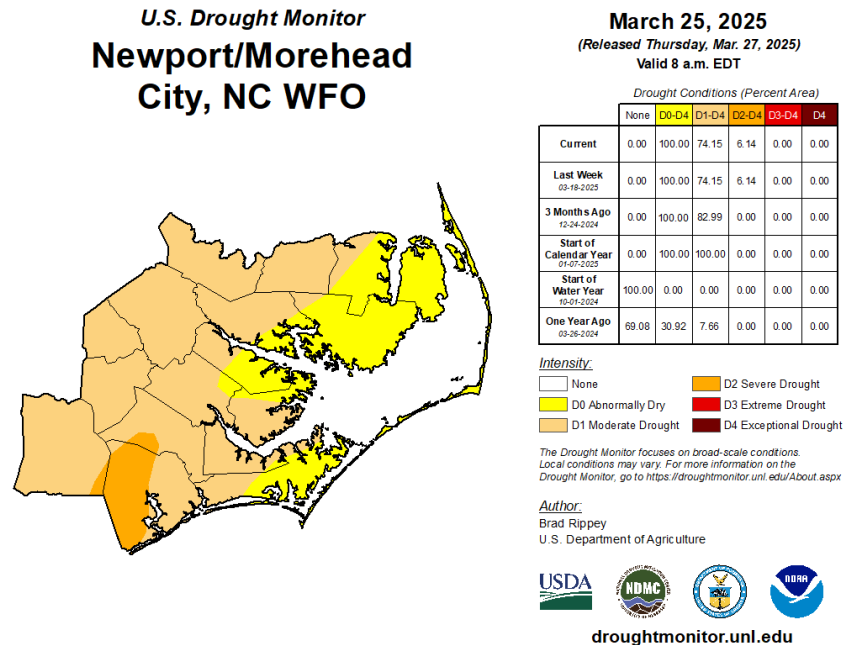 U.S. Drought Monitor
Newport/Morehead
City, NC WFO
March 25, 2025
(Released Thursday, Mar. 27, 2025)
Valid 8 a.m. EDT
Drought Conditions (Percent Area)
None D0-D4 D1-D4 D2-D4 D3-D4 D4
Current 0.00 100.00 74.15 6.14 0.00 0.00
Last Week
03-18-2025 0.00 100.00 74.15 6.14 0.00 0.00
3 Months Ago
12-24-2024 0.00 100.00 82.99 0.00 0.00 0.00
Start of
Calendar Year
01-07-2025 0.00 100.00 100.00 0.00 0.00 0.00
Start of
Water Year
10-01-2024 100.00 0.00 0.00 0.00 0.00 0.00
One Year Ago
03-26-2024 69.08 30.92 7.66 0.00 0.00 0.00
Intensity:
None
D0 Abnormally Dry
D1 Moderate Drought
D2 Severe Drought
D3 Extreme Drought
D4 Exceptional Drought
The Drought Monitor focuses on broad-scale conditions.
Local conditions may vary. For more information on the
Drought Monitor, go to https://droughtmonitor.unl.edu/About.aspx
Author:
Brad Rippey
U.S. Department of Agriculture
USDA
NDMC
NOAA
droughtmonitor.unl.edu